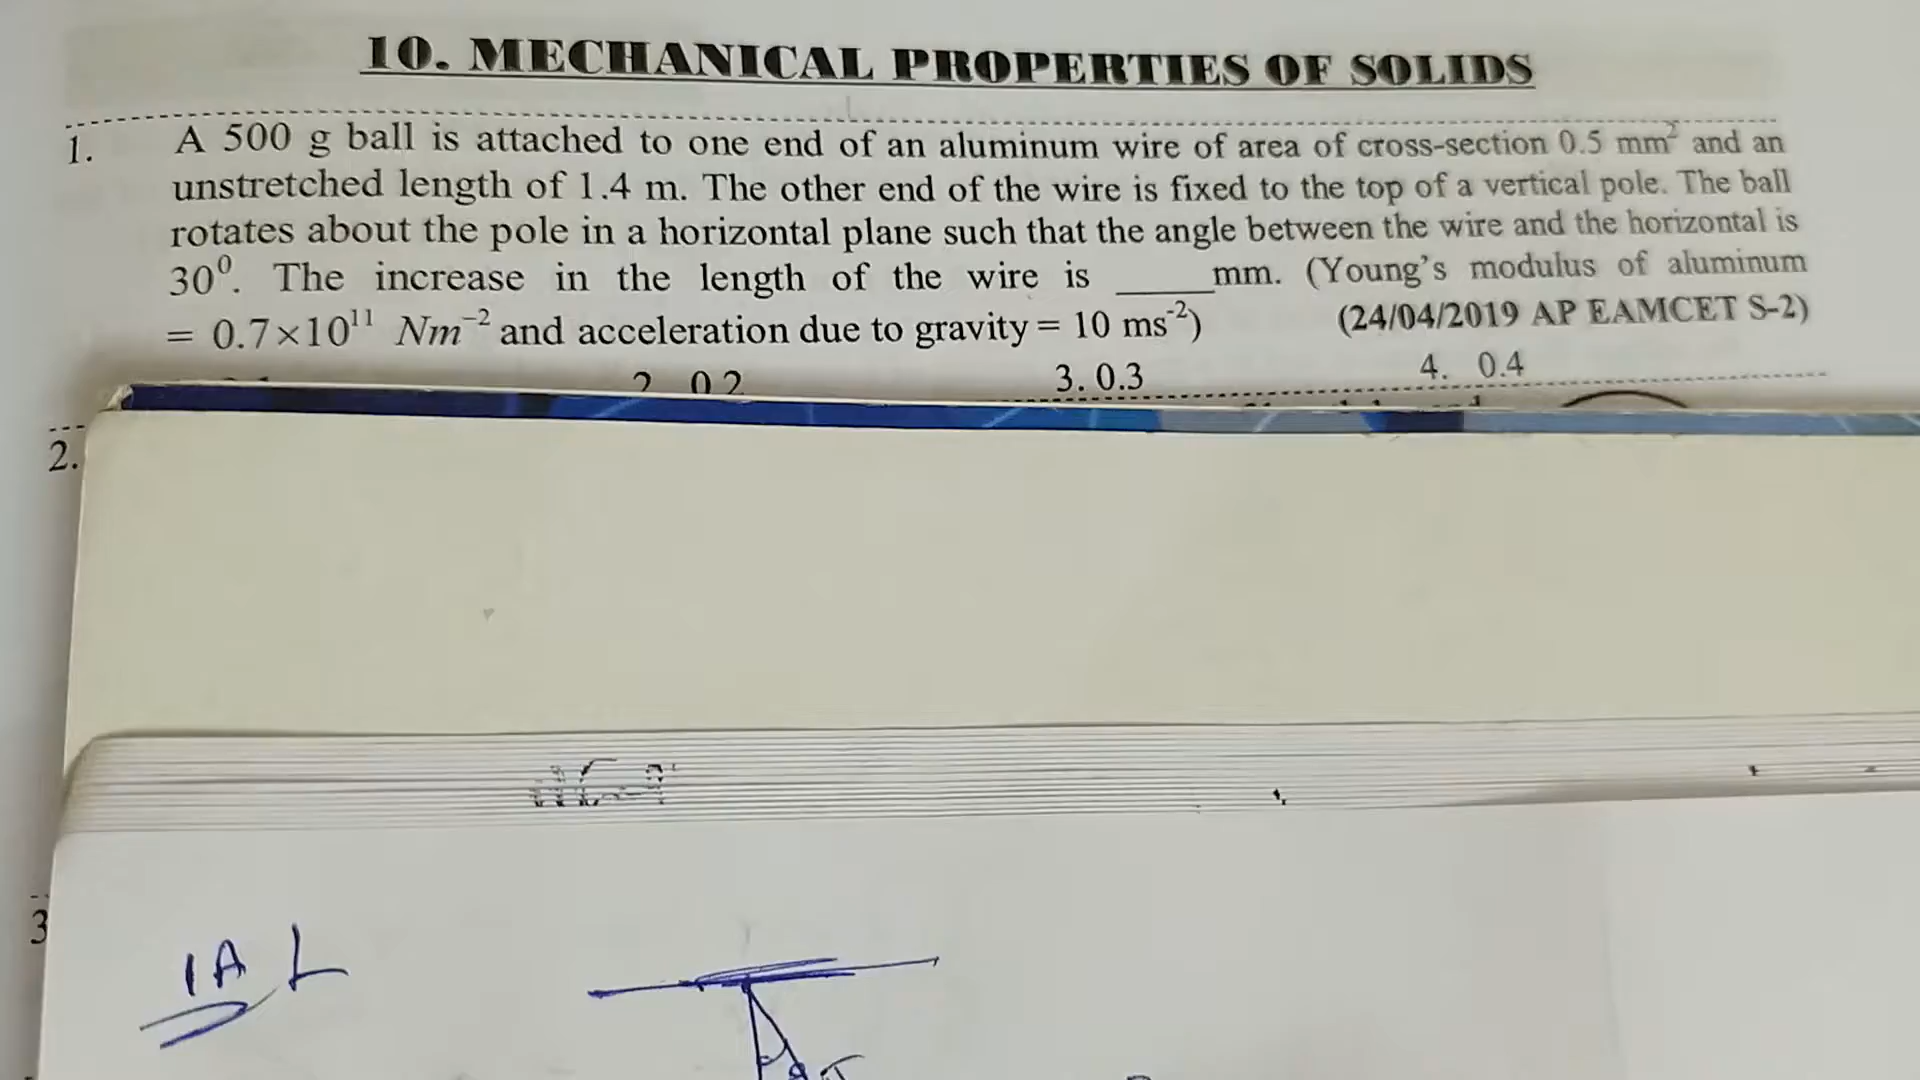 10. MECHANICAL PROPERTIES OF SOLIDS
1. A 500 g ball is attached to one end of an aluminum wire of area of cross-section 0.5 mm² and an
unstretched length of 1.4 m. The other end of the wire is fixed to the top of a vertical pole. The ball
rotates about the pole in a horizontal plane such that the angle between the wire and the horizontal is
30⁰. The increase in the length of the wire is _____mm. (Young's modulus of aluminum
= 0.7×10¹¹ Nm⁻² and acceleration due to gravity = 10 ms⁻²) (24/04/2019 AP EAMCET S-2)
2. 0.2 3. 0.3 4. 0.4
2.
3
1A L